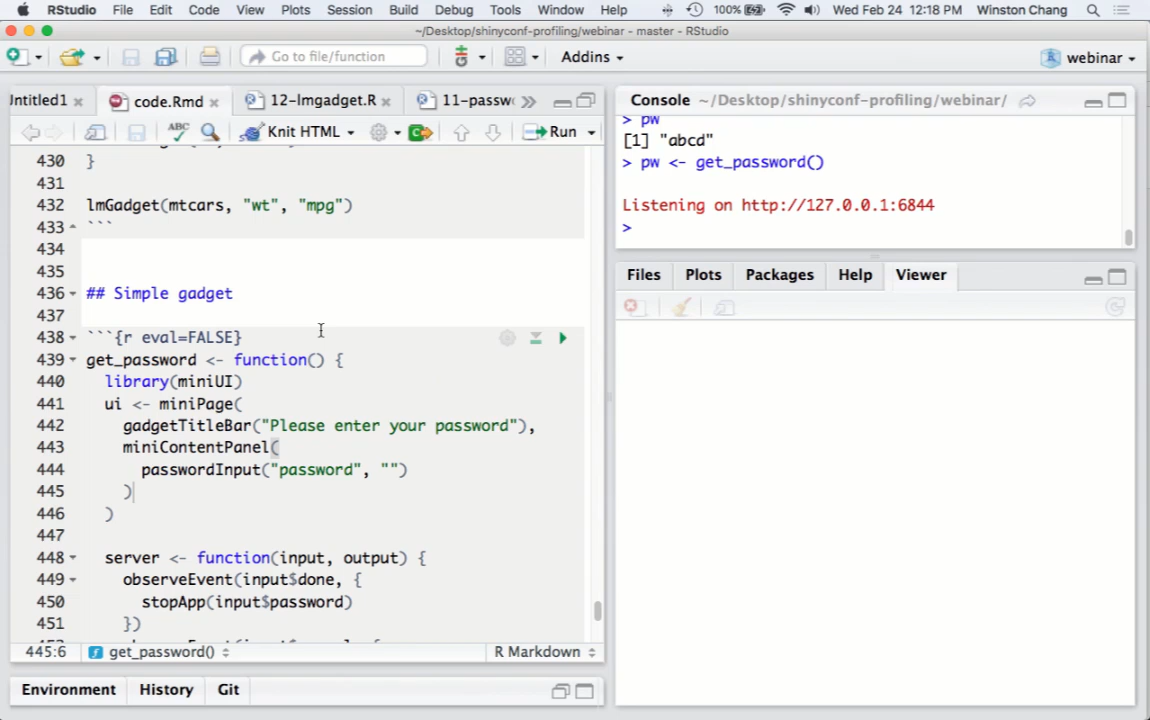 RStudio File Edit Code View Plots Session Build Debug Tools Window Help 100% Wed Feb 24 12:18 PM Winston Chang
~/Desktop/shinyconf-profiling/webinar - master - RStudio
Go to file/function Addins webinar
Intitled1 code.Rmd 12-lmgadget.R 11-passw
ABC Knit HTML Run
430 }
431
432 lmGadget(mtcars, "wt", "mpg")
433 ```
434
435
436 ## Simple gadget
437
438 ```{r eval=FALSE}
439 get_password <- function() {
440 library(miniUI)
441 ui <- miniPage(
442 gadgetTitleBar("Please enter your password"),
443 miniContentPanel(
444 passwordInput("password", "")
445 )
446 )
447
448 server <- function(input, output) {
449 observeEvent(input$done, {
450 stopApp(input$password)
451 })
445:6 get_password() R Markdown
Environment History Git
Console ~/Desktop/shinyconf-profiling/webinar/
> pw
[1] "abcd"
> pw <- get_password()
Listening on http://127.0.0.1:6844
>
Files Plots Packages Help Viewer